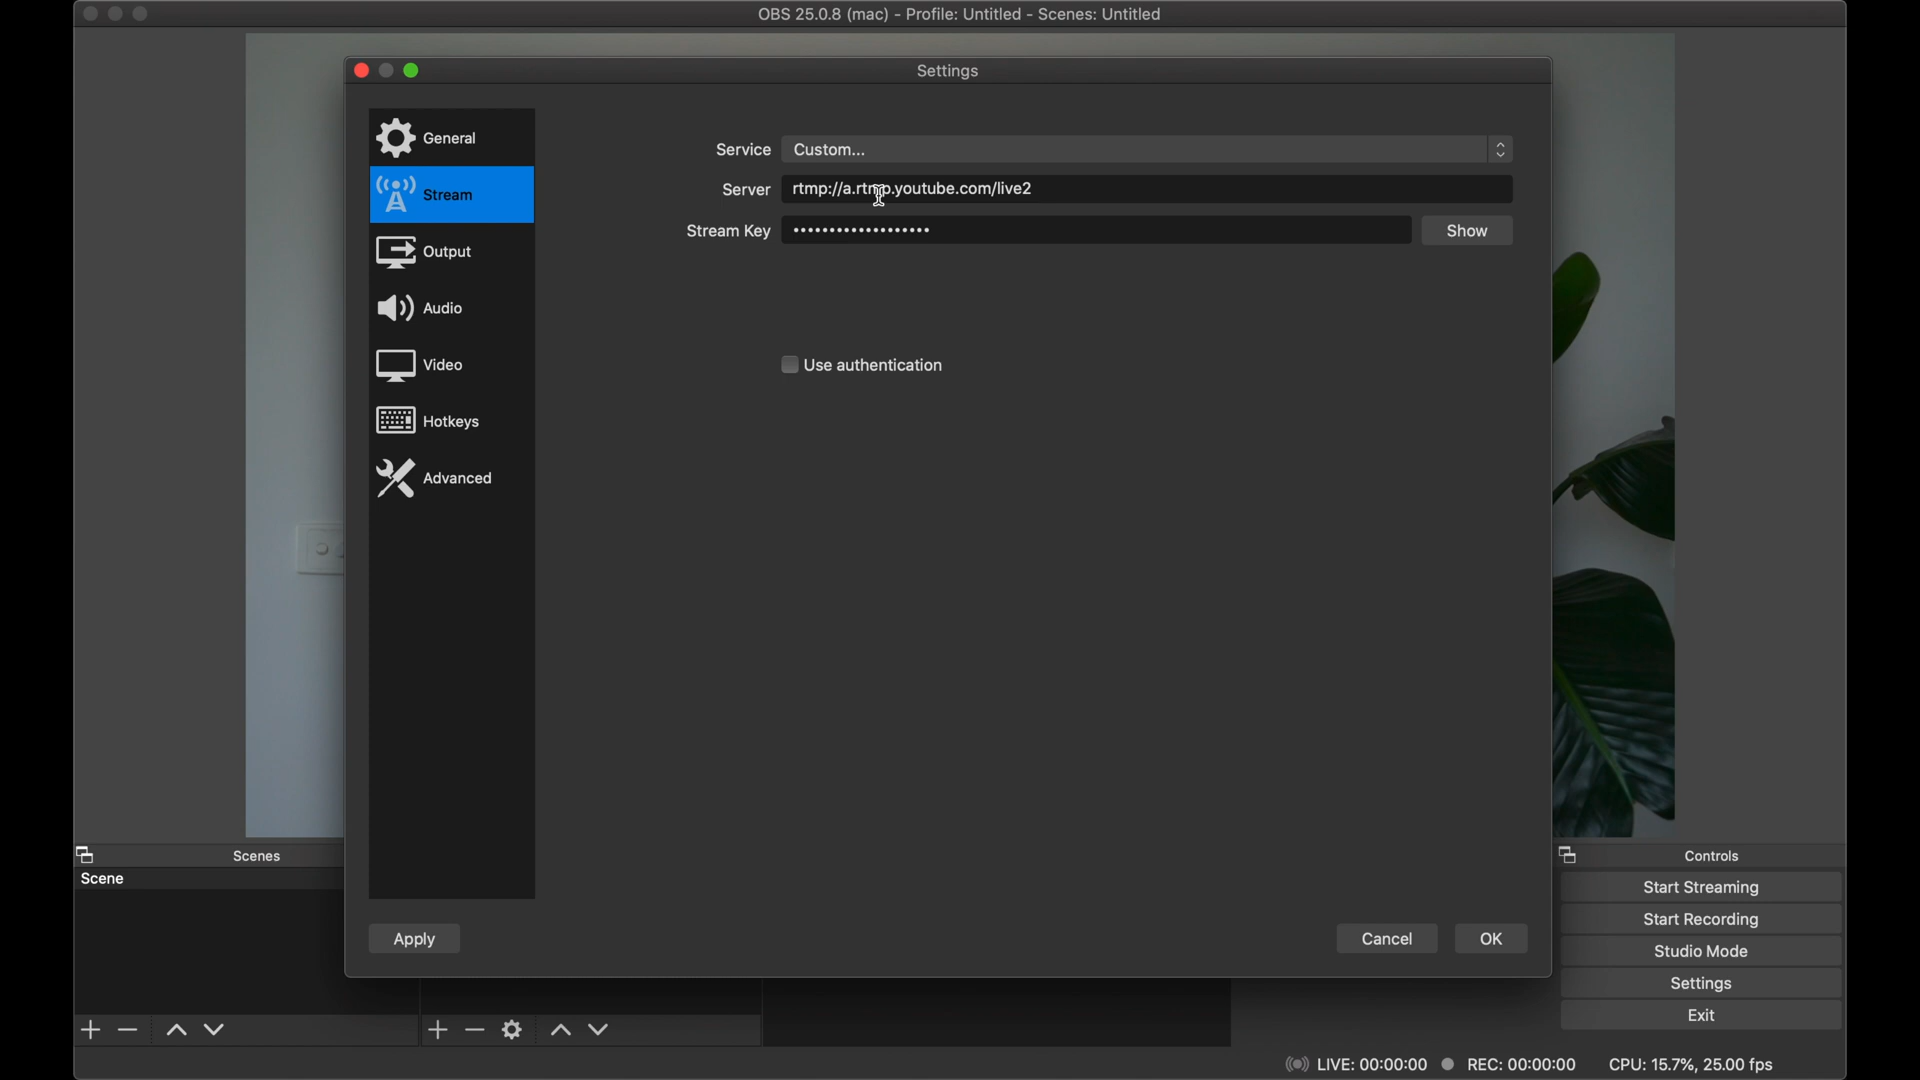 OBS 25.0.8 (mac) - Profile: Untitled - Scenes: Untitled
Settings
General
Stream
Output
Audio
Video
Hotkeys
Advanced
Service Custom...
Server rtmp://a.rtmp.youtube.com/live2
Stream Key ••••••••••••••••••• Show
Use authentication
Apply
Cancel
OK
Scenes
Scene
Controls
Start Streaming
Start Recording
Studio Mode
Settings
Exit
LIVE: 00:00:00 REC: 00:00:00 CPU: 15.7%, 25.00 fps